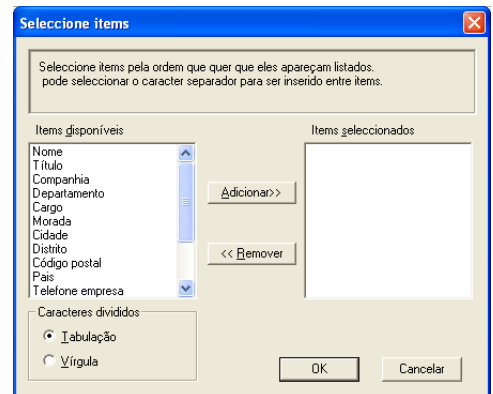 Seleccione items
Seleccione items pela ordem que quer que eles apareçam listados.
pode seleccionar o caracter separador para ser inserido entre items.
Items disponíveis
Items seleccionados
Nome
Título
Companhia
Departamento
Cargo
Morada
Cidade
Distrito
Código postal
Pais
Telefone empresa
Adicionar>>
<< Remover
Caracteres divididos
Tabulação
Vírgula
OK
Cancelar